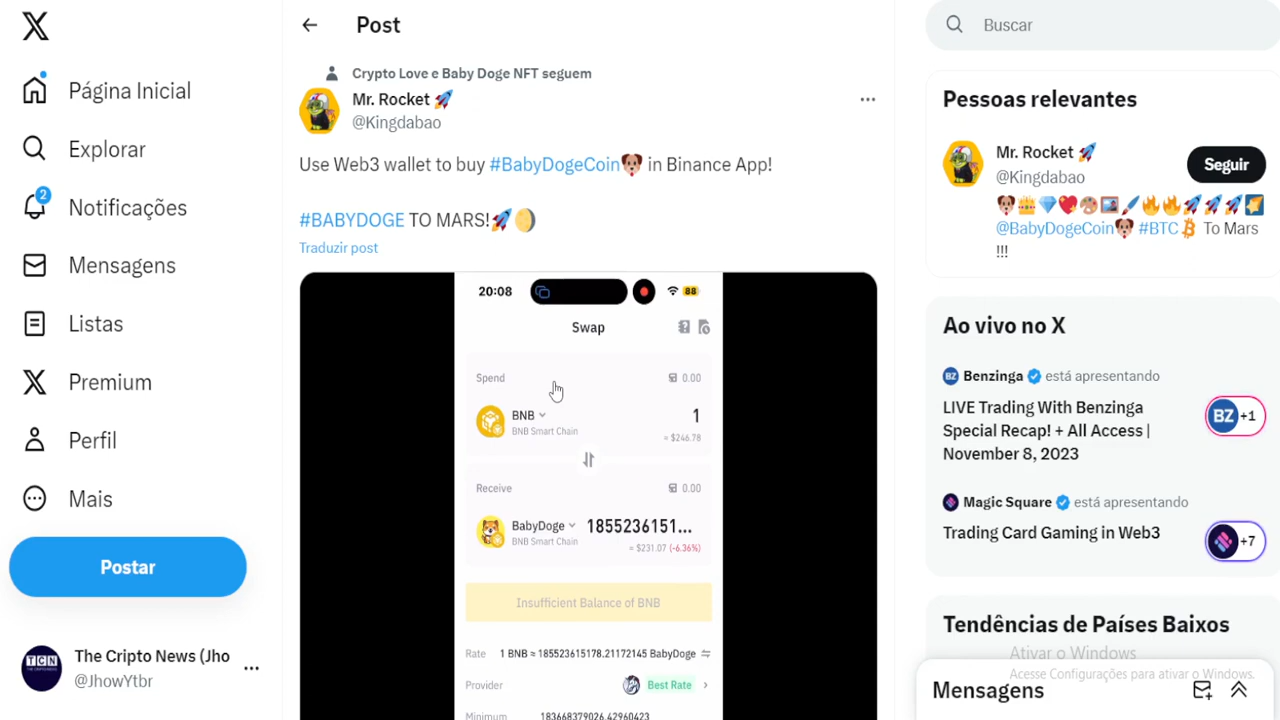 Página Inicial
Explorar
2
Notificações
Mensagens
Listas
Premium
Perfil
Mais
Postar
TCN
The Cripto News (Jho
@JhowYtbr
Post
Crypto Love e Baby Doge NFT seguem
Mr. Rocket 🚀
@Kingdabao
Use Web3 wallet to buy #BabyDogeCoin🐶 in Binance App!
#BABYDOGE TO MARS!🚀🌖
Traduzir post
20:08
88
Swap
Spend
0.00
BNB
1
BNB Smart Chain
≈ $246.78
Receive
0.00
BabyDoge
1855236151...
BNB Smart Chain
≈ $231.07 (-6.36%)
Insufficient Balance of BNB
Rate 1 BNB ≈ 185523615178.21172145 BabyDoge
Provider Best Rate
Minimum 183668379026.42960423
Buscar
Pessoas relevantes
Mr. Rocket 🚀
@Kingdabao
Seguir
🐶👑💎💖🎨🖼️🖌️🔥🔥🚀🚀🚀🌠
@BabyDogeCoin🐶 #BTC To Mars
!!!
Ao vivo no X
BZ Benzinga está apresentando
LIVE Trading With Benzinga
Special Recap! + All Access |
November 8, 2023
BZ +1
Magic Square está apresentando
Trading Card Gaming in Web3
+7
Tendências de Países Baixos
Ativar o Windows
Acesse Configurações para ativar o Windows.
Mensagens